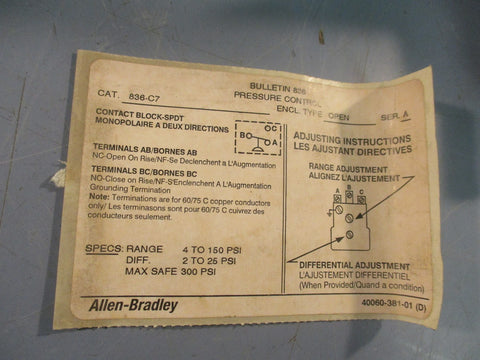 BULLETIN 836
CAT. 836-C7 PRESSURE CONTROL
ENCL. TYPE OPEN SER. A
CONTACT BLOCK-SPDT
MONOPOLAIRE A DEUX DIRECTIONS
OC
BO
OA
TERMINALS AB/BORNES AB
NC-Open On Rise/NF-Se Declenchent a L'Augmentation
TERMINALS BC/BORNES BC
NO-Close on Rise/NF-S'Enclenchent A L'Augmentation
Grounding Termination
Note: Terminations are for 60/75 C copper conductors
only/ Les terminasons sont pour 60/75 C cuivrez des
conducteurs seulement.
SPECS: RANGE 4 TO 150 PSI
DIFF. 2 TO 25 PSI
MAX SAFE 300 PSI
ADJUSTING INSTRUCTIONS
LES AJUSTANT DIRECTIVES
RANGE ADJUSTMENT
ALIGNEZ L'AJUSTEMENT
A B C
DIFFERENTIAL ADJUSTMENT
L'AJUSTEMENT DIFFERENTIEL
(When Provided/Quand a condition)
Allen-Bradley 40060-381-01 (D)